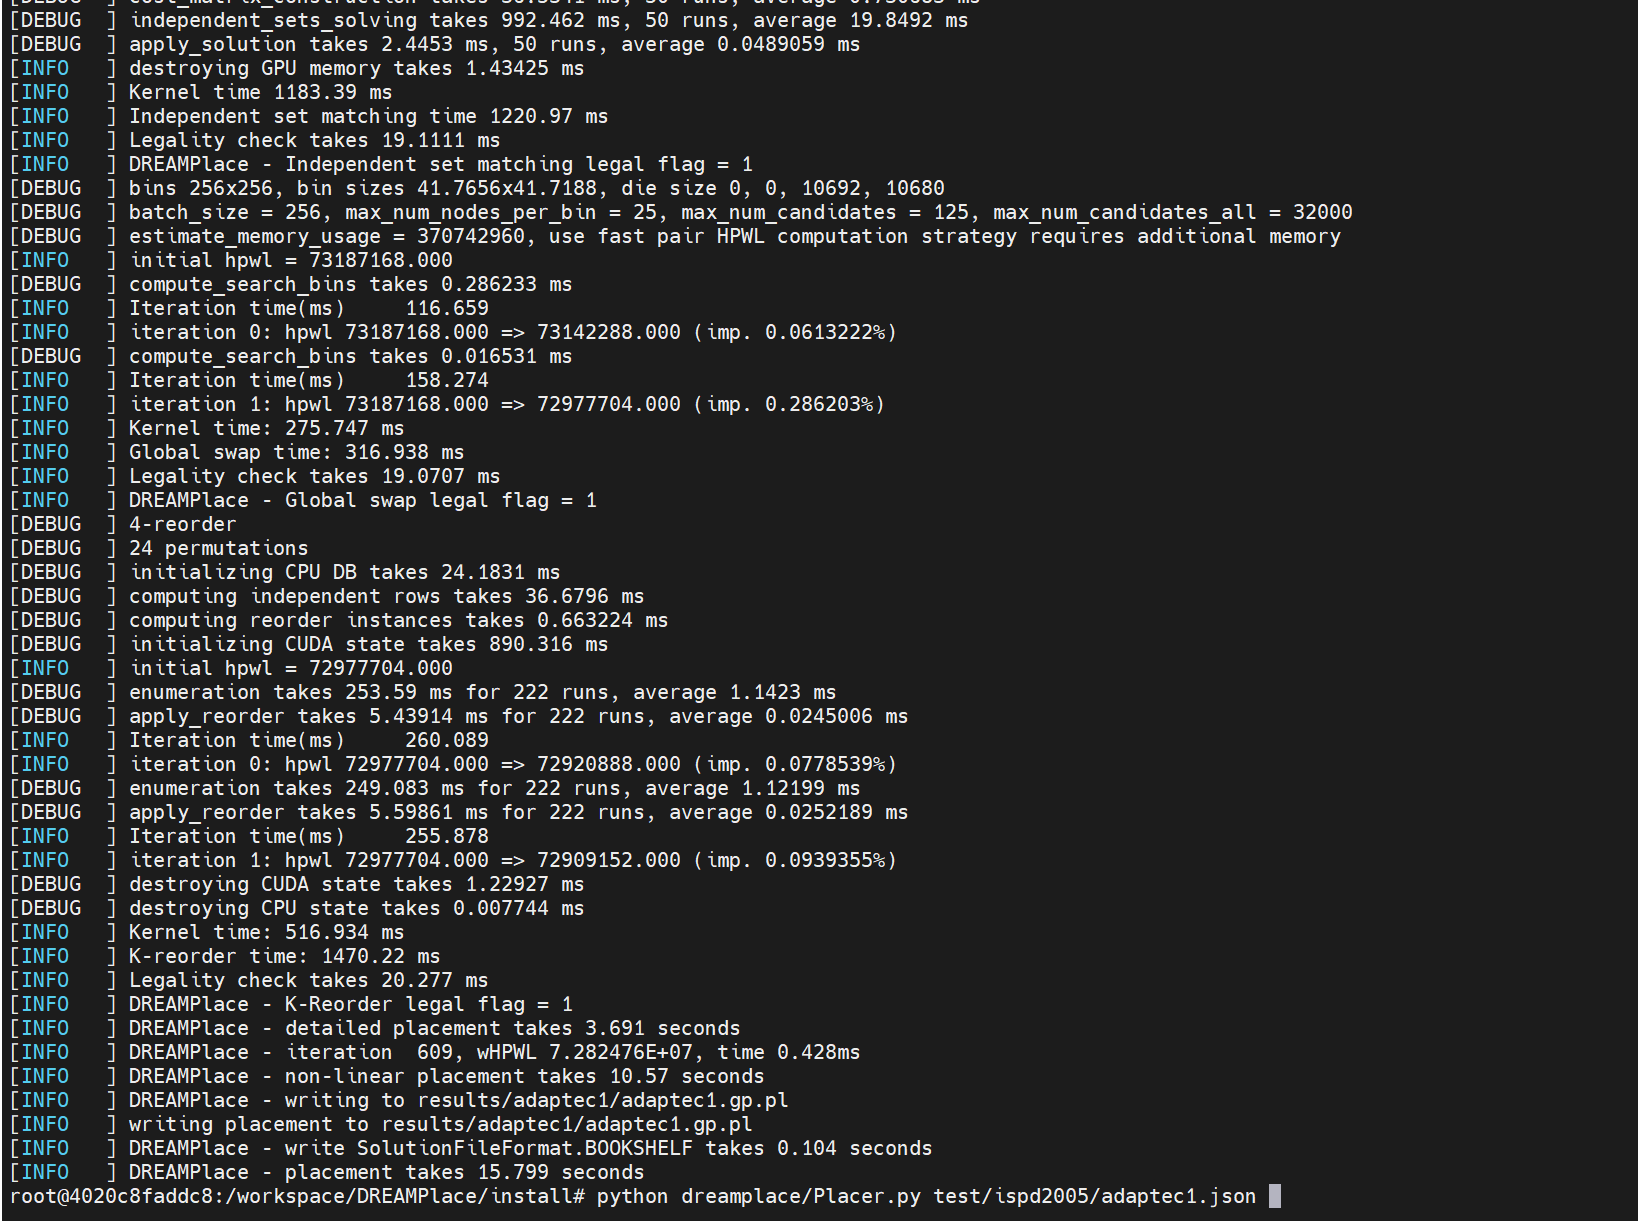 [DEBUG  ] cost_matrix_construction takes 36.5341 ms, 50 runs, average 0.730683 ms
[DEBUG  ] independent_sets_solving takes 992.462 ms, 50 runs, average 19.8492 ms
[DEBUG  ] apply_solution takes 2.4453 ms, 50 runs, average 0.0489059 ms
[INFO   ] destroying GPU memory takes 1.43425 ms
[INFO   ] Kernel time 1183.39 ms
[INFO   ] Independent set matching time 1220.97 ms
[INFO   ] Legality check takes 19.1111 ms
[INFO   ] DREAMPlace - Independent set matching legal flag = 1
[DEBUG  ] bins 256x256, bin sizes 41.7656x41.7188, die size 0, 0, 10692, 10680
[DEBUG  ] batch_size = 256, max_num_nodes_per_bin = 25, max_num_candidates = 125, max_num_candidates_all = 32000
[DEBUG  ] estimate_memory_usage = 370742960, use fast pair HPWL computation strategy requires additional memory
[INFO   ] initial hpwl = 73187168.000
[DEBUG  ] compute_search_bins takes 0.286233 ms
[INFO   ] Iteration time(ms)     116.659
[INFO   ] iteration 0: hpwl 73187168.000 => 73142288.000 (imp. 0.0613222%)
[DEBUG  ] compute_search_bins takes 0.016531 ms
[INFO   ] Iteration time(ms)     158.274
[INFO   ] iteration 1: hpwl 73187168.000 => 72977704.000 (imp. 0.286203%)
[INFO   ] Kernel time: 275.747 ms
[INFO   ] Global swap time: 316.938 ms
[INFO   ] Legality check takes 19.0707 ms
[INFO   ] DREAMPlace - Global swap legal flag = 1
[DEBUG  ] 4-reorder
[DEBUG  ] 24 permutations
[DEBUG  ] initializing CPU DB takes 24.1831 ms
[DEBUG  ] computing independent rows takes 36.6796 ms
[DEBUG  ] computing reorder instances takes 0.663224 ms
[DEBUG  ] initializing CUDA state takes 890.316 ms
[INFO   ] initial hpwl = 72977704.000
[DEBUG  ] enumeration takes 253.59 ms for 222 runs, average 1.1423 ms
[DEBUG  ] apply_reorder takes 5.43914 ms for 222 runs, average 0.0245006 ms
[INFO   ] Iteration time(ms)     260.089
[INFO   ] iteration 0: hpwl 72977704.000 => 72920888.000 (imp. 0.0778539%)
[DEBUG  ] enumeration takes 249.083 ms for 222 runs, average 1.12199 ms
[DEBUG  ] apply_reorder takes 5.59861 ms for 222 runs, average 0.0252189 ms
[INFO   ] Iteration time(ms)     255.878
[INFO   ] iteration 1: hpwl 72977704.000 => 72909152.000 (imp. 0.0939355%)
[DEBUG  ] destroying CUDA state takes 1.22927 ms
[DEBUG  ] destroying CPU state takes 0.007744 ms
[INFO   ] Kernel time: 516.934 ms
[INFO   ] K-reorder time: 1470.22 ms
[INFO   ] Legality check takes 20.277 ms
[INFO   ] DREAMPlace - K-Reorder legal flag = 1
[INFO   ] DREAMPlace - detailed placement takes 3.691 seconds
[INFO   ] DREAMPlace - iteration  609, wHPWL 7.282476E+07, time 0.428ms
[INFO   ] DREAMPlace - non-linear placement takes 10.57 seconds
[INFO   ] DREAMPlace - writing to results/adaptec1/adaptec1.gp.pl
[INFO   ] writing placement to results/adaptec1/adaptec1.gp.pl
[INFO   ] DREAMPlace - write SolutionFileFormat.BOOKSHELF takes 0.104 seconds
[INFO   ] DREAMPlace - placement takes 15.799 seconds
root@4020c8faddc8:/workspace/DREAMPlace/install# python dreamplace/Placer.py test/ispd2005/adaptec1.json